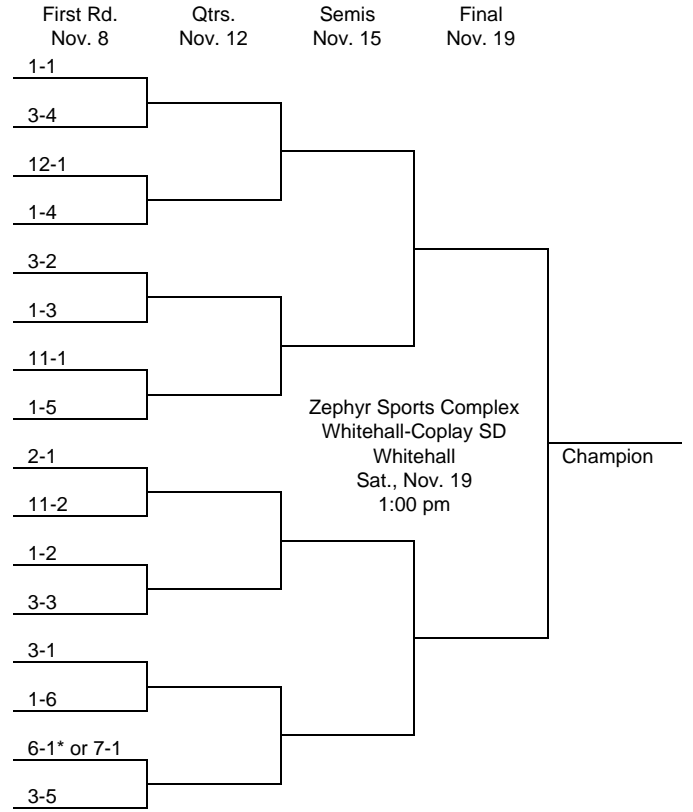 First Rd. Qtrs. Semis Final
Nov. 8 Nov. 12 Nov. 15 Nov. 19
1-1
3-4
12-1
1-4
3-2
1-3
11-1
1-5
Zephyr Sports Complex
Whitehall-Coplay SD
Whitehall
Sat., Nov. 19
1:00 pm
Champion
2-1
11-2
1-2
3-3
3-1
1-6
6-1* or 7-1
3-5